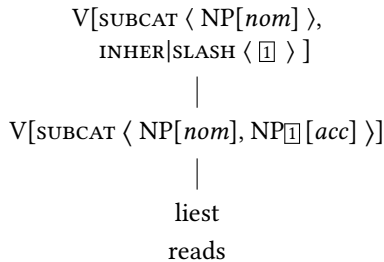 V[SUBCAT ⟨ NP[nom] ⟩,
INHER|SLASH ⟨ 1 ⟩ ]
V[SUBCAT ⟨ NP[nom], NP1[acc] ⟩]
liest
reads